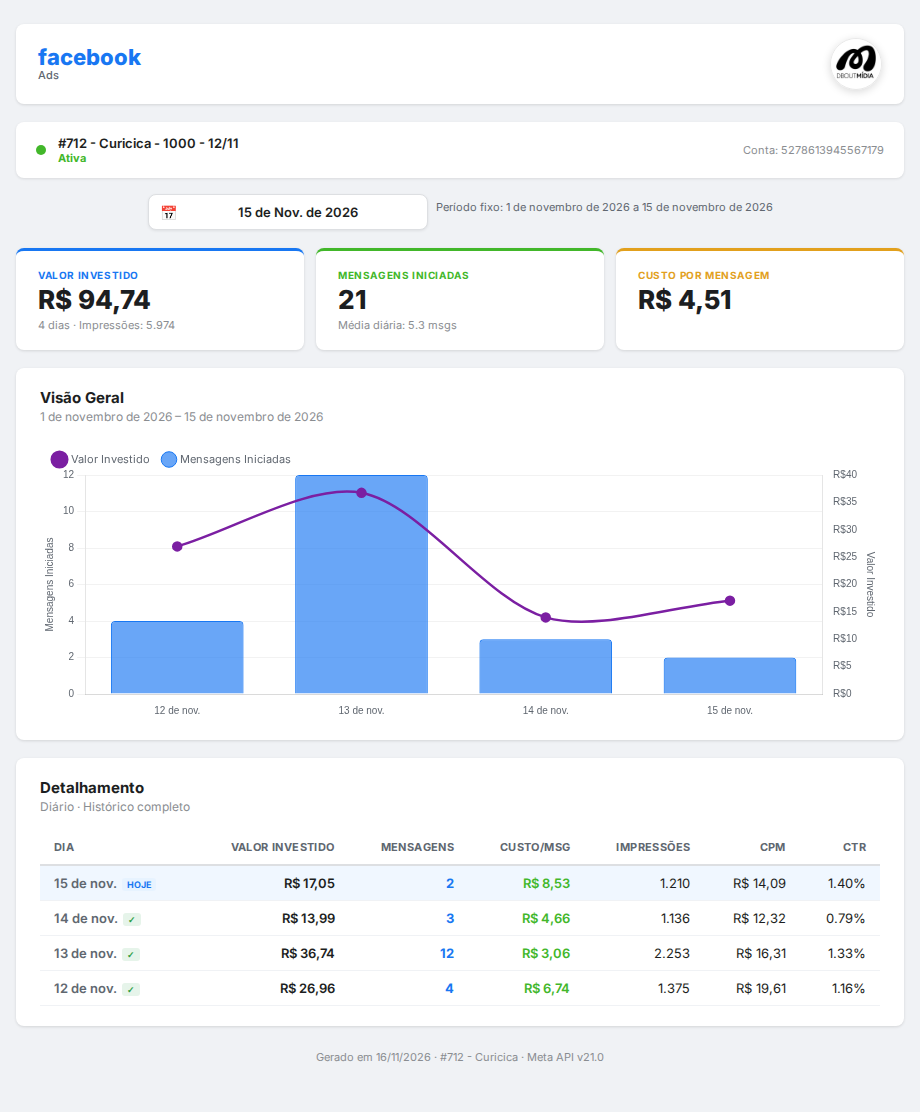 facebook
Ads
DBOUTMÍDIA
#712 - Curicica - 1000 - 12/11
Ativa
Conta: 5278613945567179
15 de Nov. de 2026
Período fixo: 1 de novembro de 2026 a 15 de novembro de 2026
VALOR INVESTIDO
R$ 94,74
4 dias · Impressões: 5.974
MENSAGENS INICIADAS
21
Média diária: 5.3 msgs
CUSTO POR MENSAGEM
R$ 4,51
Visão Geral
1 de novembro de 2026 – 15 de novembro de 2026
Valor Investido
Mensagens Iniciadas
Mensagens Iniciadas
12
10
8
6
4
2
0
R$40
R$35
R$30
R$25
R$20
R$15
R$10
R$5
R$0
Valor Investido
12 de nov.
13 de nov.
14 de nov.
15 de nov.
Detalhamento
Diário · Histórico completo
DIA VALOR INVESTIDO MENSAGENS CUSTO/MSG IMPRESSÕES CPM CTR
15 de nov. HOJE R$ 17,05 2 R$ 8,53 1.210 R$ 14,09 1.40%
14 de nov. ✓ R$ 13,99 3 R$ 4,66 1.136 R$ 12,32 0.79%
13 de nov. ✓ R$ 36,74 12 R$ 3,06 2.253 R$ 16,31 1.33%
12 de nov. ✓ R$ 26,96 4 R$ 6,74 1.375 R$ 19,61 1.16%
Gerado em 16/11/2026 · #712 - Curicica · Meta API v21.0